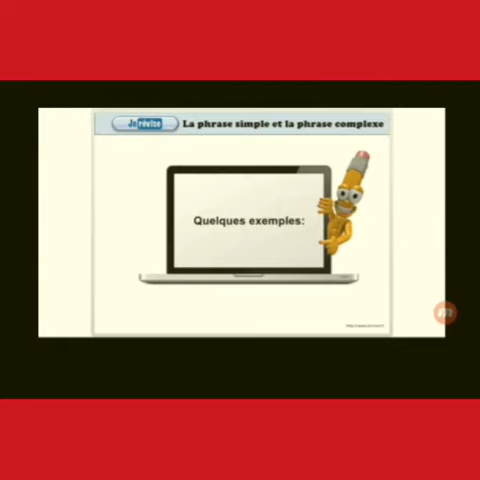 Je révise
La phrase simple et la phrase complexe
Quelques exemples: